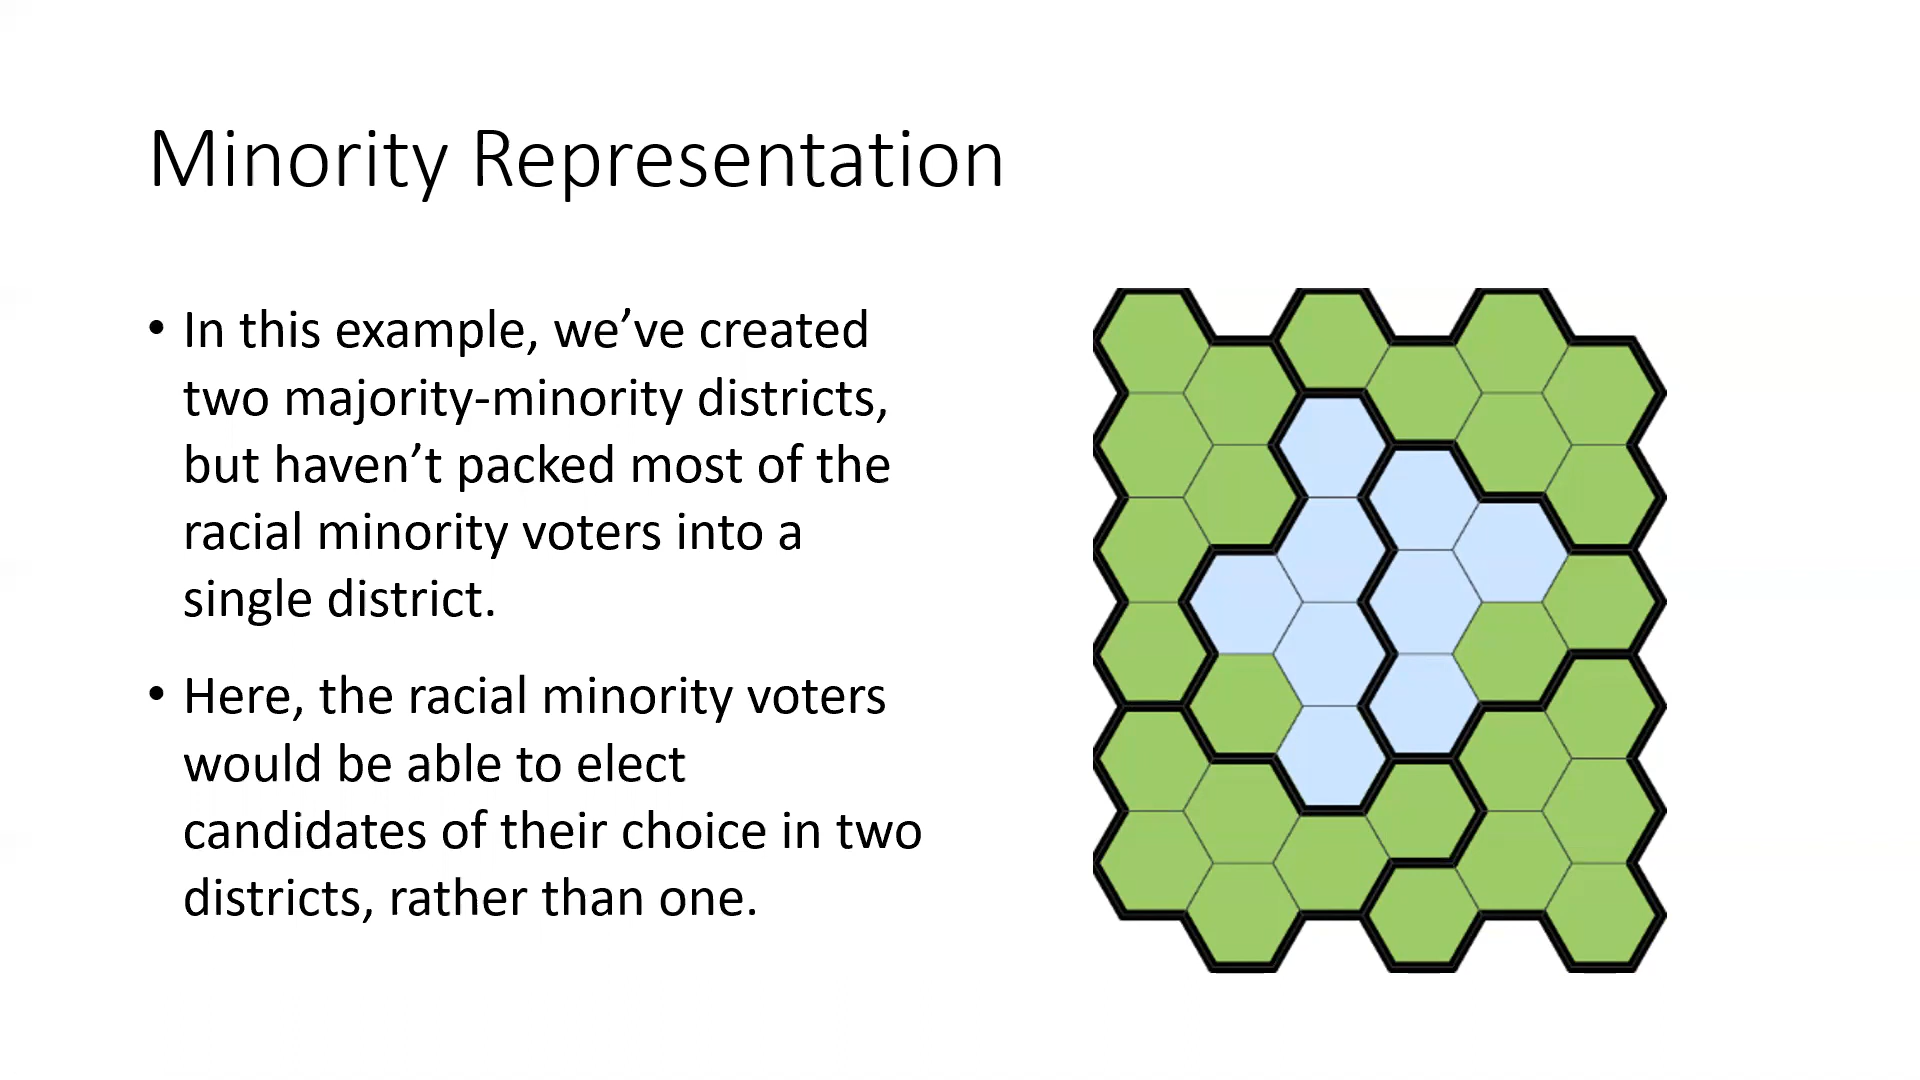 Minority Representation
• In this example, we’ve created
two majority-minority districts,
but haven’t packed most of the
racial minority voters into a
single district.
• Here, the racial minority voters
would be able to elect
candidates of their choice in two
districts, rather than one.